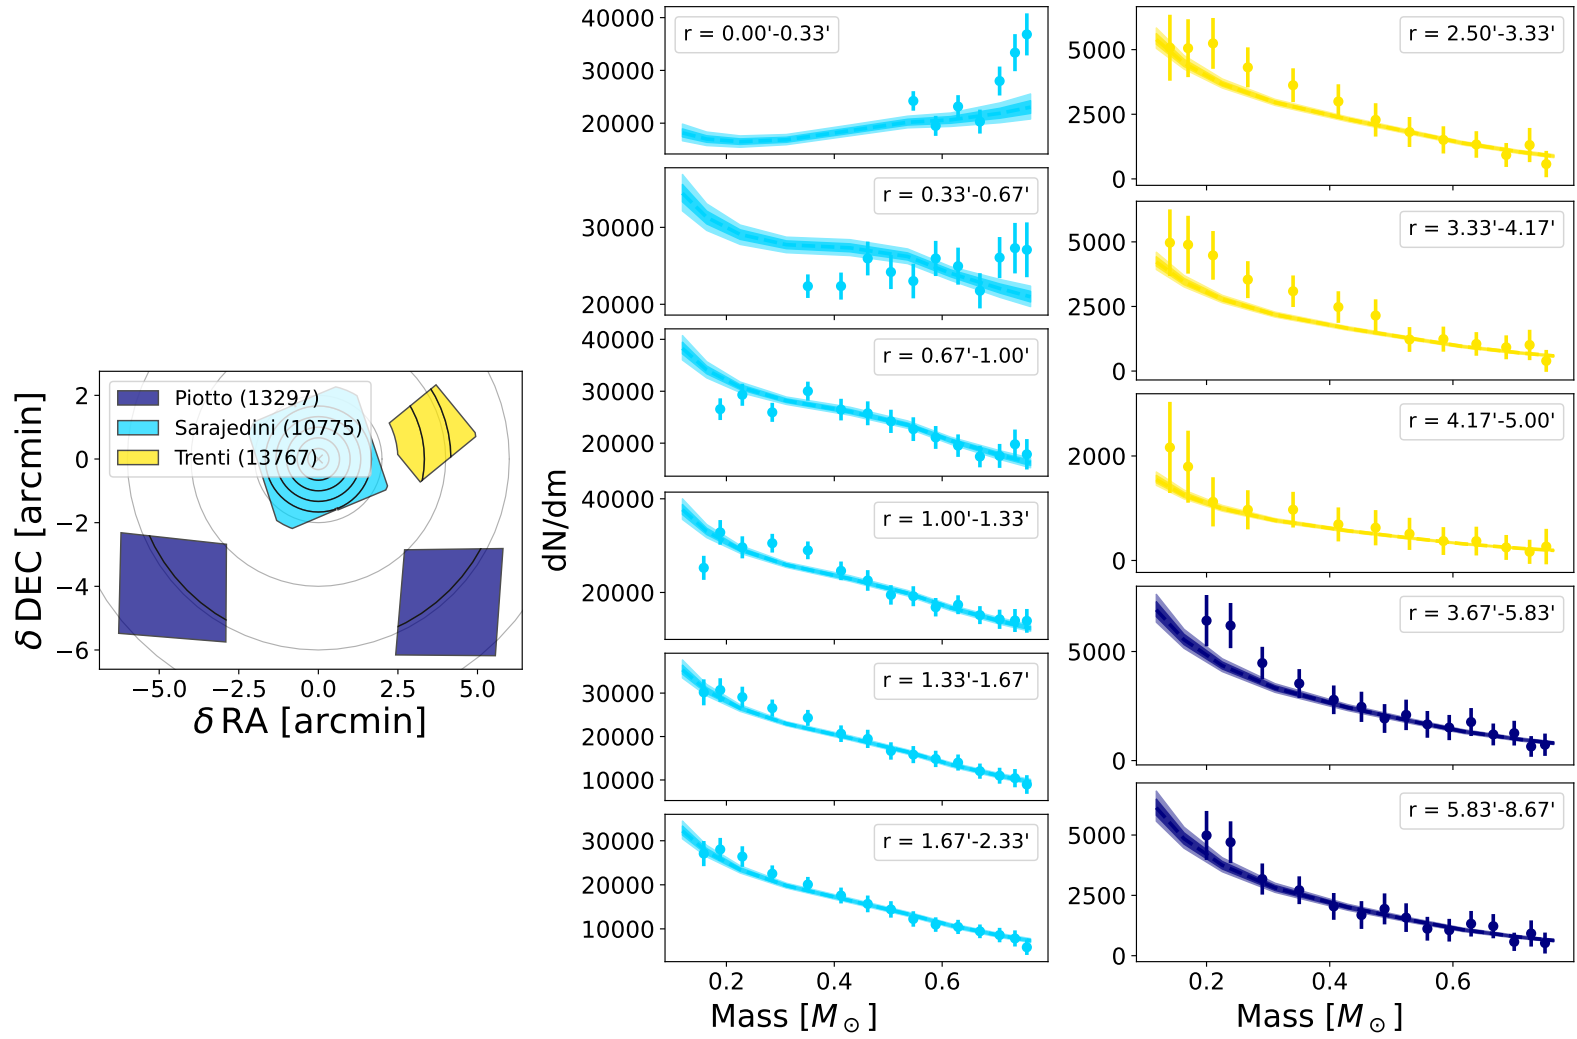 2
0
−2
−4
−6
−5.0 −2.5 0.0 2.5 5.0
δ RA [arcmin]
δ DEC [arcmin]
Piotto (13297)
Sarajedini (10775)
Trenti (13767)
dN/dm
r = 0.00'-0.33'
40000
30000
20000
r = 0.33'-0.67'
30000
20000
r = 0.67'-1.00'
40000
30000
20000
r = 1.00'-1.33'
40000
20000
r = 1.33'-1.67'
30000
20000
10000
r = 1.67'-2.33'
30000
20000
10000
0.2 0.4 0.6
Mass [M⊙]
r = 2.50'-3.33'
5000
2500
0
r = 3.33'-4.17'
5000
2500
0
r = 4.17'-5.00'
2000
0
r = 3.67'-5.83'
5000
0
r = 5.83'-8.67'
5000
2500
0
0.2 0.4 0.6
Mass [M⊙]